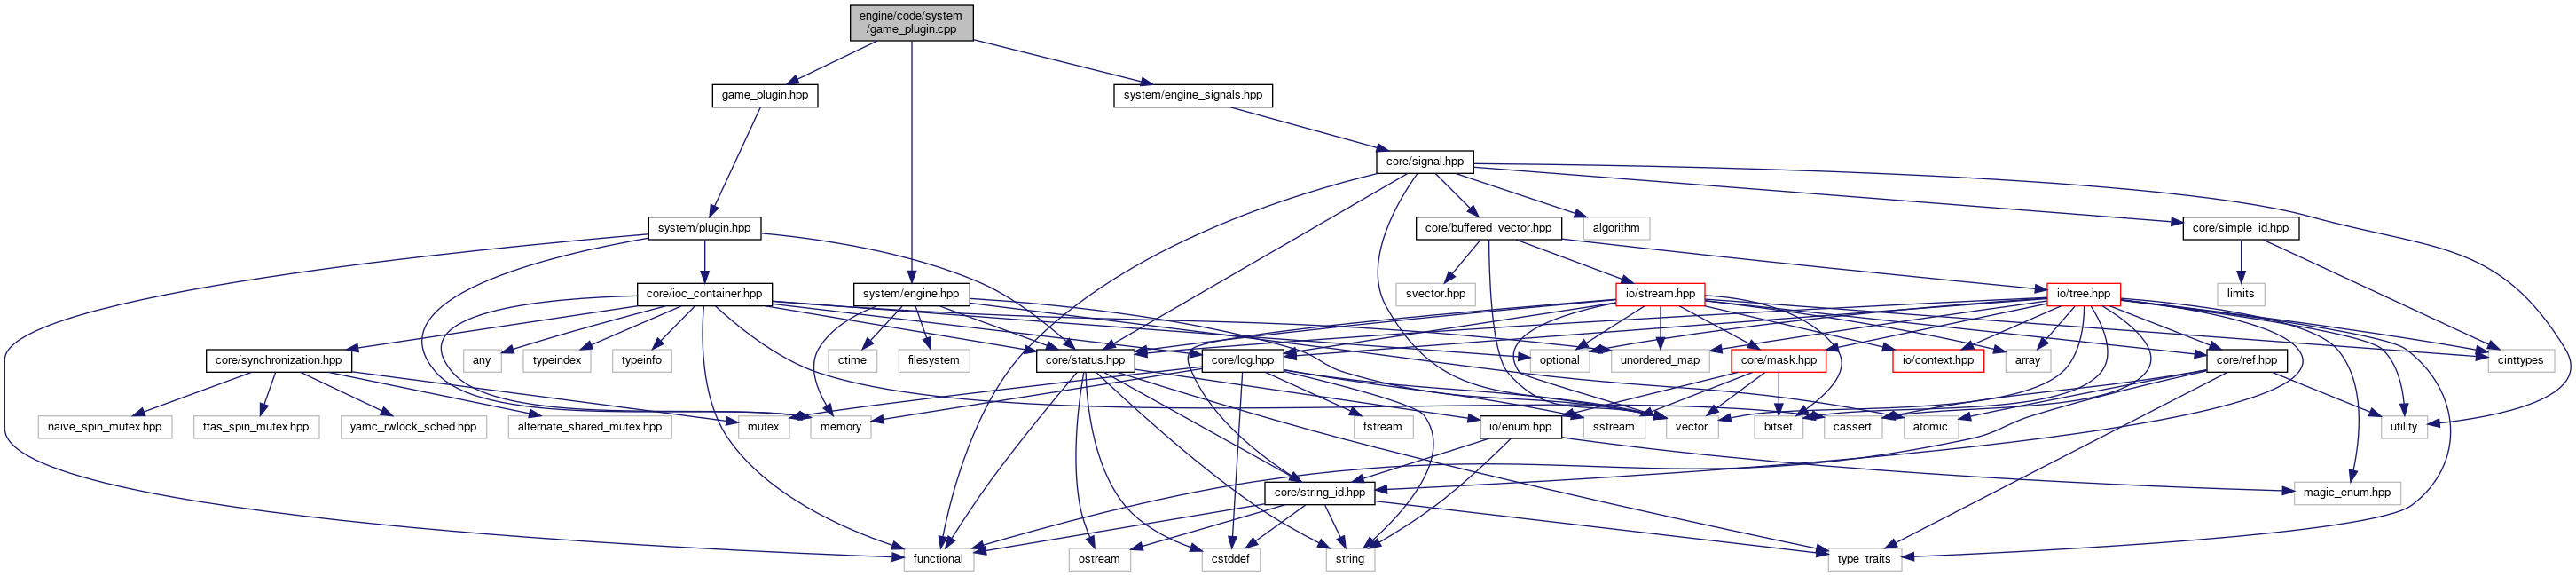 engine/code/system
/game_plugin.cpp
game_plugin.hpp
system/engine_signals.hpp
core/signal.hpp
system/plugin.hpp
core/buffered_vector.hpp
algorithm
core/simple_id.hpp
core/ioc_container.hpp
system/engine.hpp
svector.hpp
io/stream.hpp
io/tree.hpp
limits
core/synchronization.hpp
any
typeindex
typeinfo
ctime
filesystem
core/status.hpp
core/log.hpp
optional
unordered_map
core/mask.hpp
io/context.hpp
array
core/ref.hpp
cinttypes
naive_spin_mutex.hpp
ttas_spin_mutex.hpp
yamc_rwlock_sched.hpp
alternate_shared_mutex.hpp
mutex
memory
fstream
io/enum.hpp
sstream
vector
bitset
cassert
atomic
utility
core/string_id.hpp
magic_enum.hpp
functional
ostream
cstddef
string
type_traits